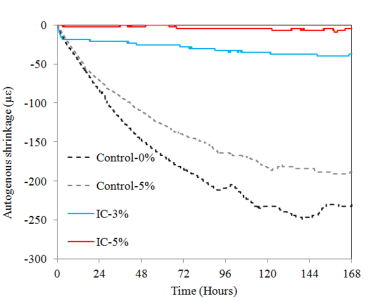 0
-50
-100
-150
-200
-250
-300
Autogenous shrinkage (με)
Control-0%
Control-5%
IC-3%
IC-5%
0 24 48 72 96 120 144 168
Time (Hours)